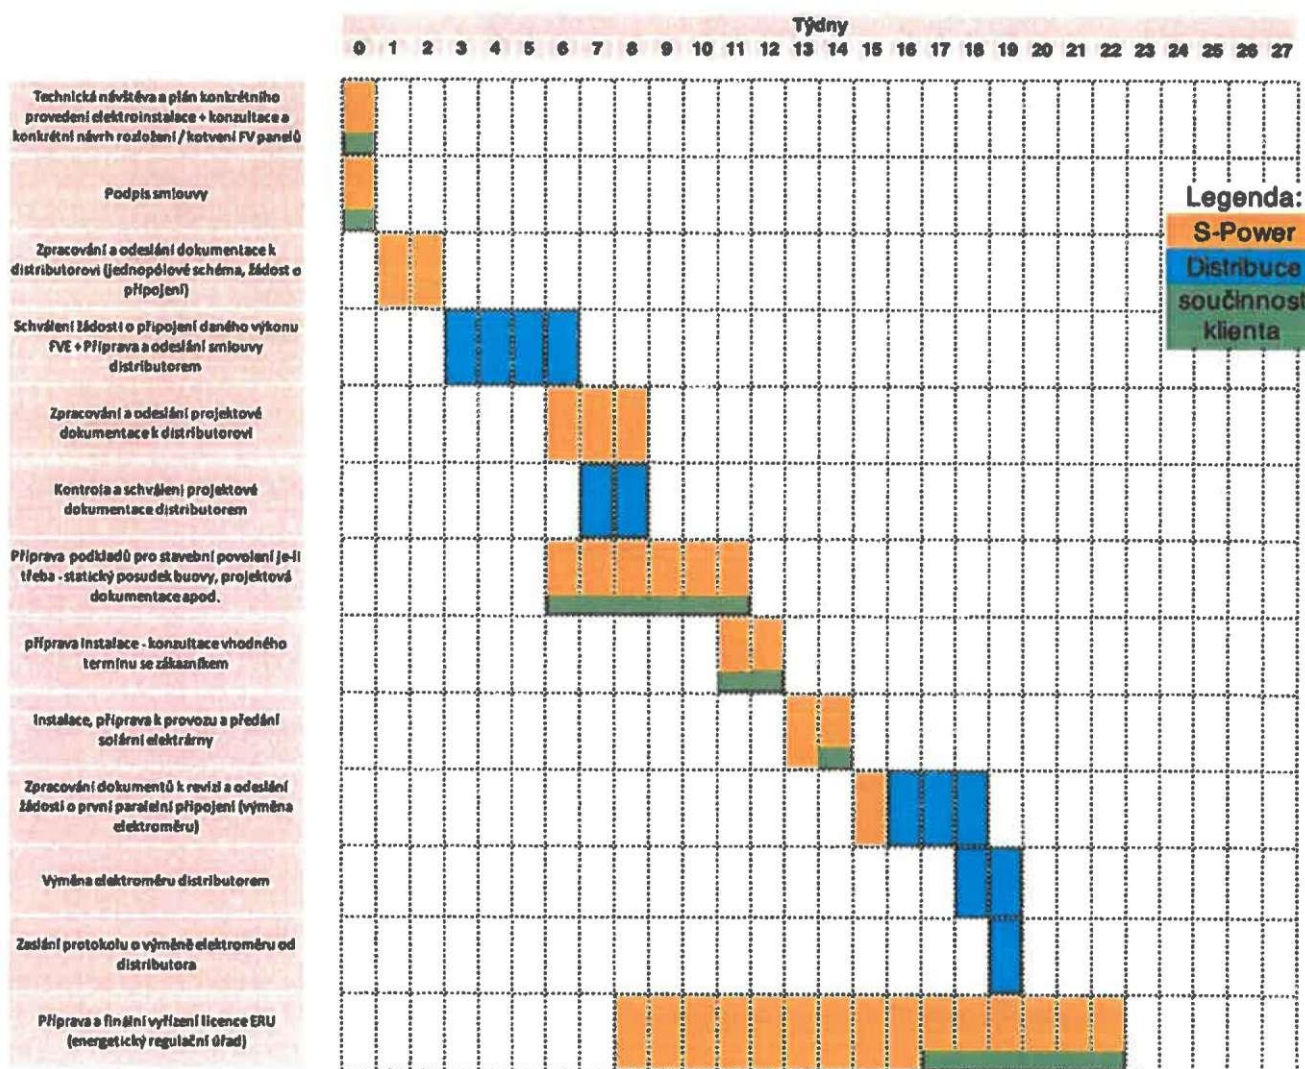 Týdny
0 1 2 3 4 5 6 7 8 9 10 11 12 13 14 15 16 17 18 19 20 21 22 23 24 25 26 27
Technická návštěva a plán konkrétního
provedení elektroinstalace + konzultace a
konkrétní návrh rozložení / kotvení FV panelů
Podpis smlouvy
Zpracování a odeslání dokumentace k
distributorovi (jednopólové schéma, žádost o
připojení)
Schválení žádosti o připojení daného výkonu
FVE + Příprava a odeslání smlouvy
distributorem
Zpracování a odeslání projektové
dokumentace k distributorovi
Kontrola a schválení projektové
dokumentace distributorem
Příprava podkladů pro stavební povolení je-li
třeba - statický posudek buovy, projektová
dokumentace apod.
příprava instalace - konzultace vhodného
termínu se zákazníkem
Instalace, příprava k provozu a předání
solární elektrárny
Zpracování dokumentů k revizi a odeslání
žádosti o první paralelní připojení (výměna
elektroměru)
Výměna elektroměru distributorem
Zaslání protokolu o výměně elektroměru od
distributora
Příprava a finální vyřízení licence ERU
(energetický regulační úřad)
Legenda:
S-Power
Distribuce
součinnost
klienta